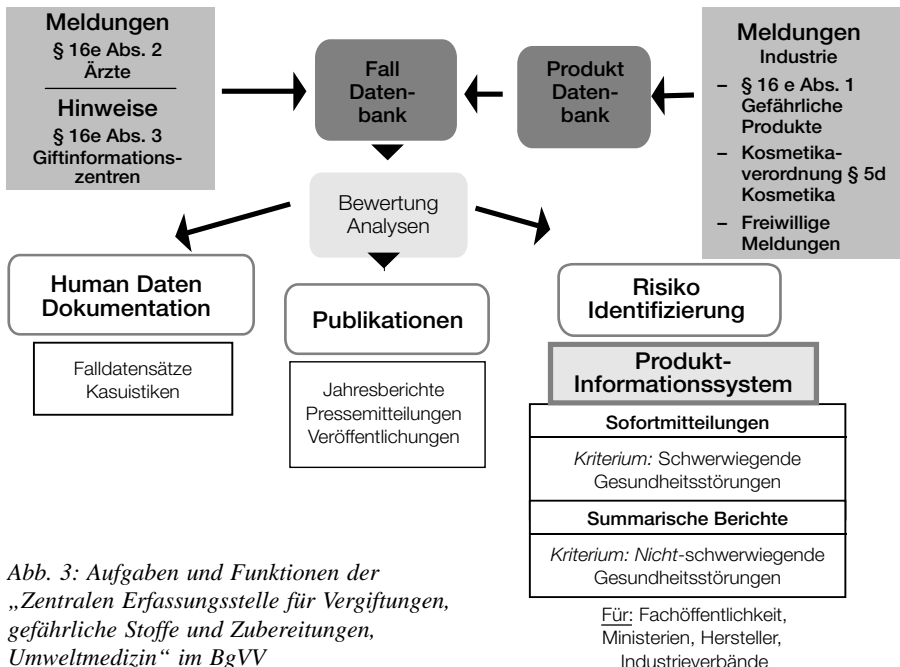 Meldungen
§ 16e Abs. 2
Ärzte
Hinweise
§ 16e Abs. 3
Giftinformations-
zentren
Fall
Daten-
bank
Produkt
Daten-
bank
Meldungen
Industrie
– § 16 e Abs. 1
Gefährliche
Produkte
– Kosmetika-
verordnung § 5d
Kosmetika
– Freiwillige
Meldungen
Bewertung
Analysen
Human Daten
Dokumentation
Falldatensätze
Kasuistiken
Publikationen
Jahresberichte
Pressemitteilungen
Veröffentlichungen
Risiko
Identifizierung
Produkt-
Informationssystem
Sofortmitteilungen
Kriterium: Schwerwiegende
Gesundheitsstörungen
Summarische Berichte
Kriterium: Nicht-schwerwiegende
Gesundheitsstörungen
Für: Fachöffentlichkeit,
Ministerien, Hersteller,
Industrieverbände
Abb. 3: Aufgaben und Funktionen der
„Zentralen Erfassungsstelle für Vergiftungen,
gefährliche Stoffe und Zubereitungen,
Umweltmedizin“ im BgVV